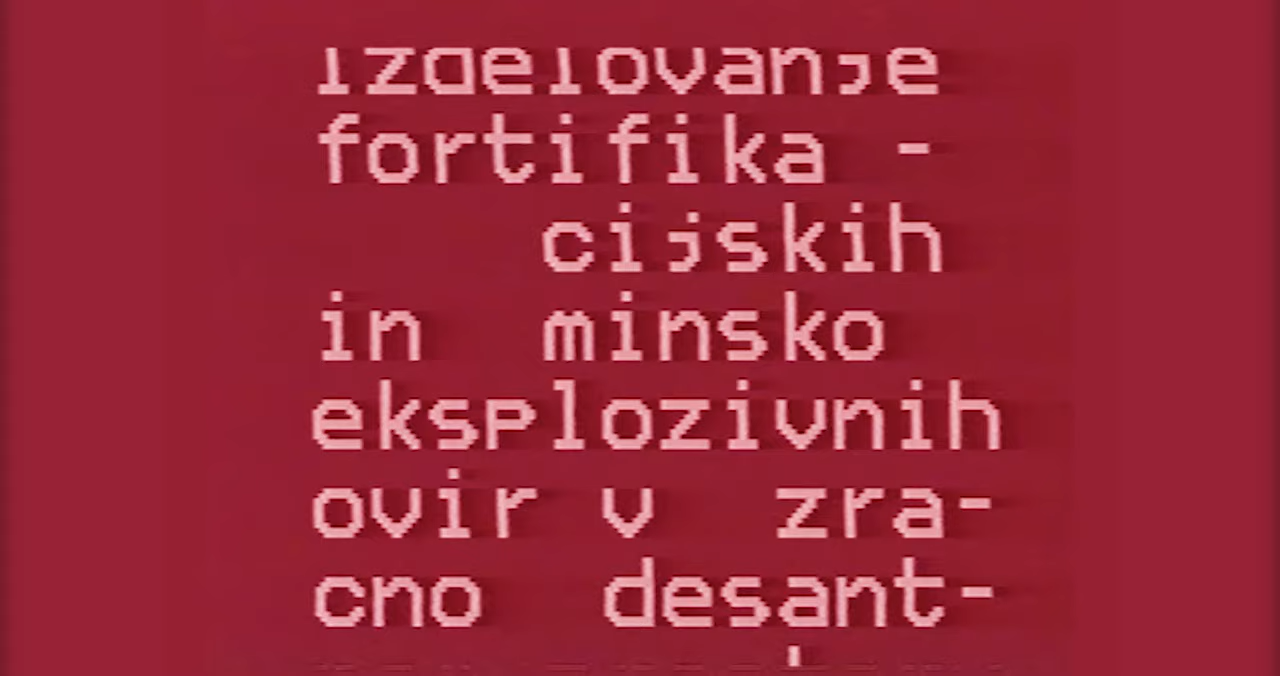 izdelovanje
fortifika -
cijskih
in minsko
eksplozivnih
ovir v zra-
cno desant-